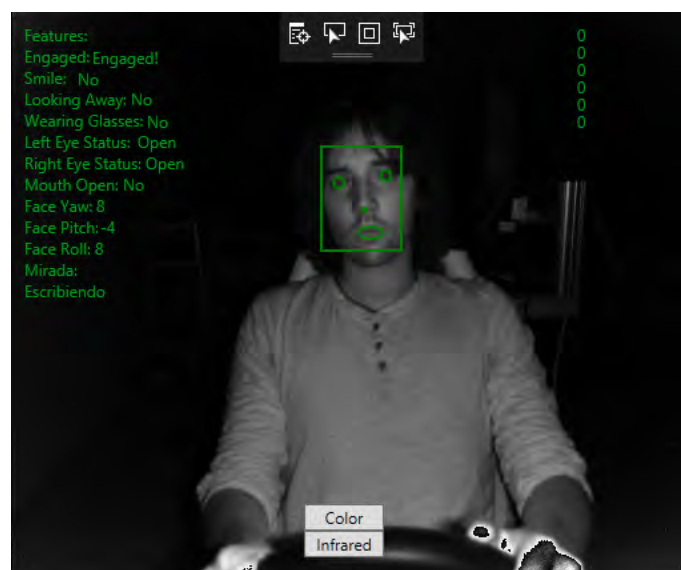 Features:
Engaged: Engaged!
Smile: No
Looking Away: No
Wearing Glasses: No
Left Eye Status: Open
Right Eye Status: Open
Mouth Open: No
Face Yaw: 8
Face Pitch:-4
Face Roll: 8
Mirada:
Escribiendo
0
0
0
0
0
0
Color
Infrared